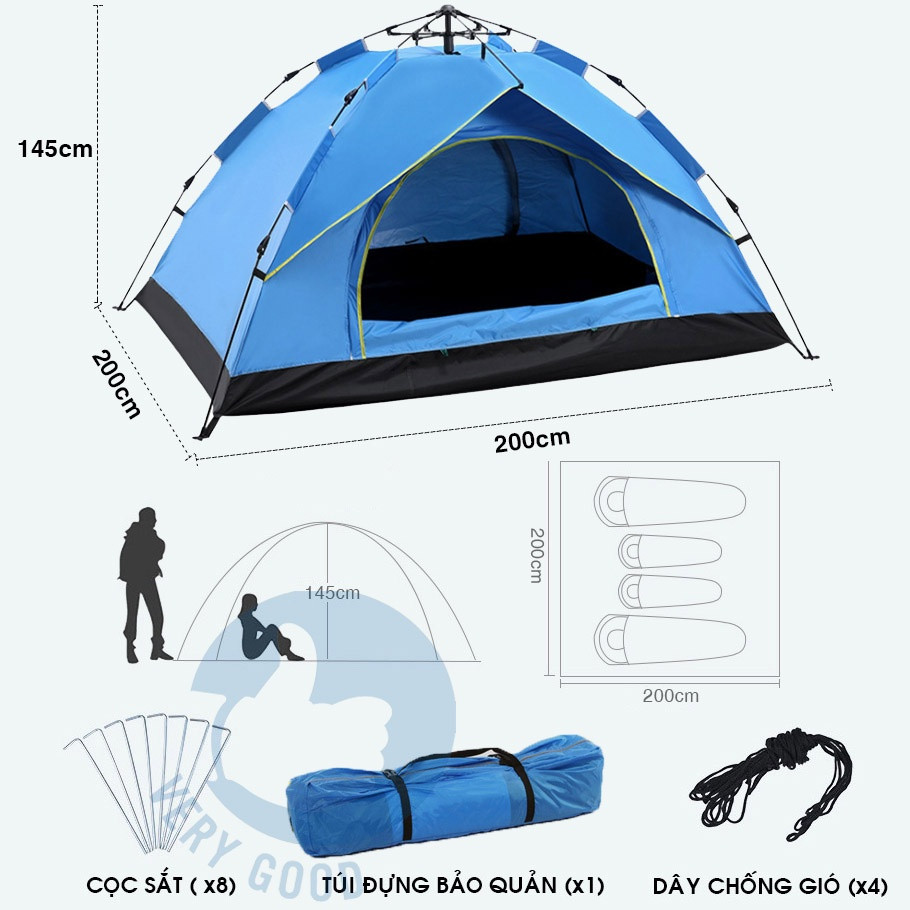 145cm
200cm
200cm
145cm
200cm
200cm
VERY GOOD
CỌC SẮT ( x8)
TÚI ĐỰNG BẢO QUẢN (x1)
DÂY CHỐNG GIÓ (x4)